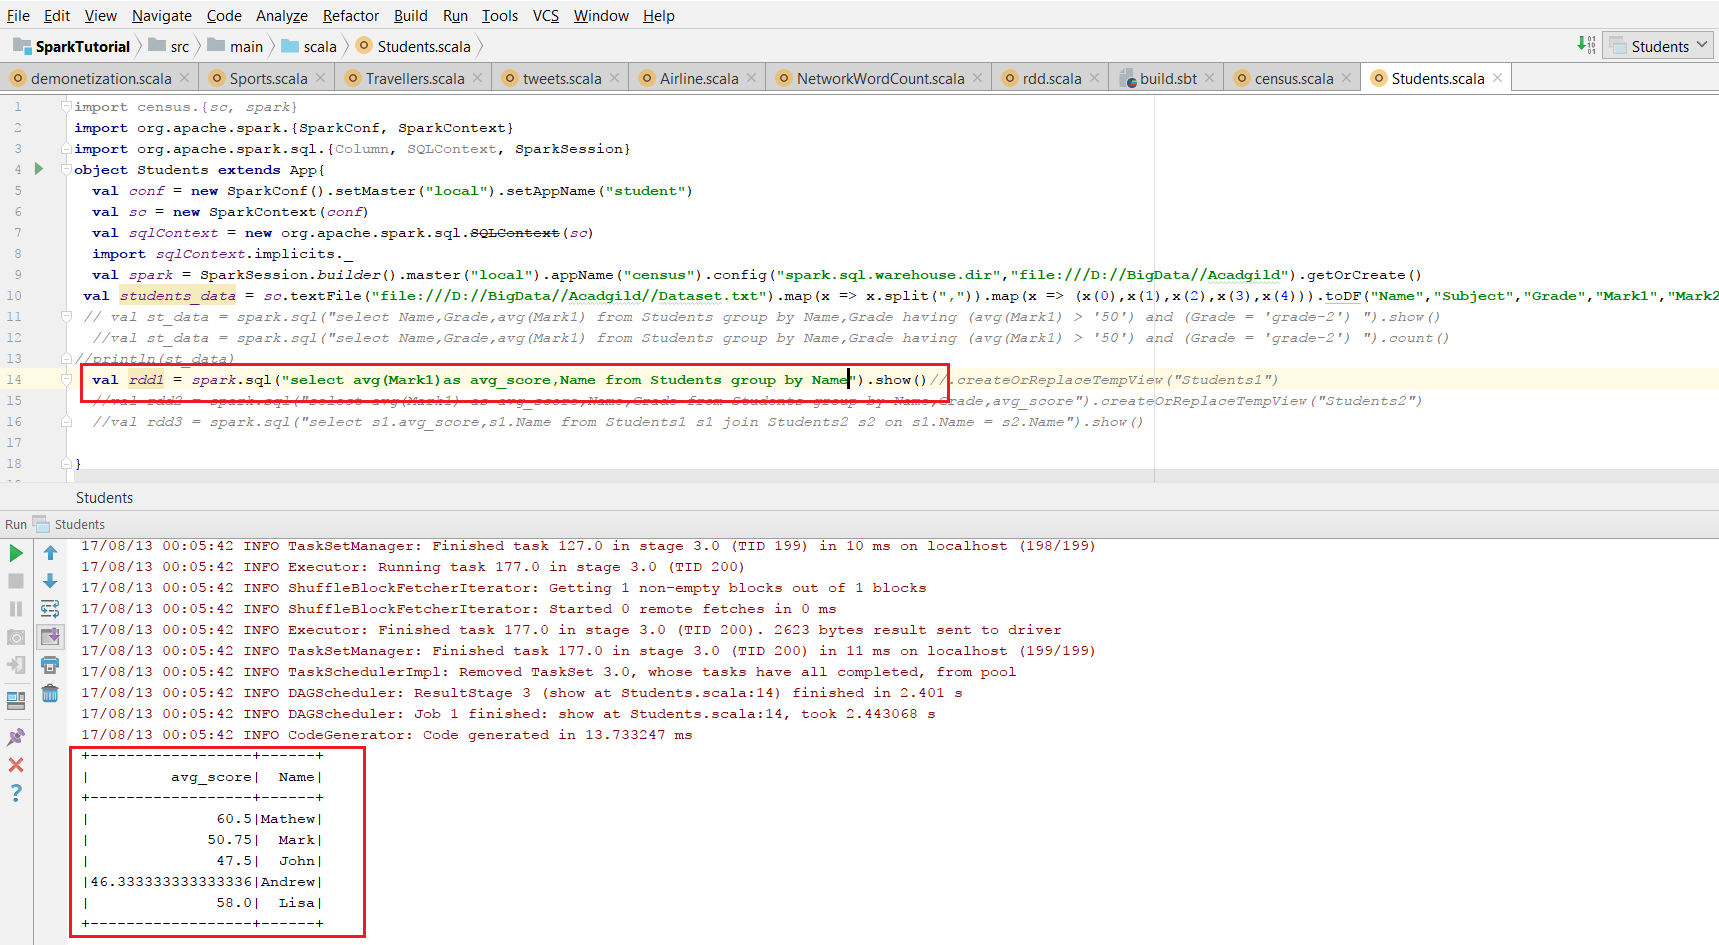 File Edit View Navigate Code Analyze Refactor Build Run Tools VCS Window Help
SparkTutorial src main scala Students.scala Students
demonetization.scala Sports.scala Travellers.scala tweets.scala Airline.scala NetworkWordCount.scala rdd.scala build.sbt census.scala Students.scala
1 import census.{sc, spark}
2 import org.apache.spark.{SparkConf, SparkContext}
3 import org.apache.spark.sql.{Column, SQLContext, SparkSession}
4 object Students extends App{
5 val conf = new SparkConf().setMaster("local").setAppName("student")
6 val sc = new SparkContext(conf)
7 val sqlContext = new org.apache.spark.sql.SQLContext(sc)
8 import sqlContext.implicits._
9 val spark = SparkSession.builder().master("local").appName("census").config("spark.sql.warehouse.dir","file:///D://BigData//Acadgild").getOrCreate()
10 val students_data = sc.textFile("file:///D://BigData//Acadgild//Dataset.txt").map(x => x.split(",")).map(x => (x(0),x(1),x(2),x(3),x(4))).toDF("Name","Subject","Grade","Mark1","Mark2
11 // val st_data = spark.sql("select Name,Grade,avg(Mark1) from Students group by Name,Grade having (avg(Mark1) > '50') and (Grade = 'grade-2') ").show()
12 //val st_data = spark.sql("select Name,Grade,avg(Mark1) from Students group by Name,Grade having (avg(Mark1) > '50') and (Grade = 'grade-2') ").count()
13 //println(st_data)
14 val rdd1 = spark.sql("select avg(Mark1)as avg_score,Name from Students group by Name").show()//.createOrReplaceTempView("Students1")
15 //val rdd2 = spark.sql("select avg(Mark1) as avg_score,Name,Grade from Students group by Name,Grade,avg_score").createOrReplaceTempView("Students2")
16 //val rdd3 = spark.sql("select s1.avg_score,s1.Name from Students1 s1 join Students2 s2 on s1.Name = s2.Name").show()
17
18 }
Students
Run Students
17/08/13 00:05:42 INFO TaskSetManager: Finished task 127.0 in stage 3.0 (TID 199) in 10 ms on localhost (198/199)
17/08/13 00:05:42 INFO Executor: Running task 177.0 in stage 3.0 (TID 200)
17/08/13 00:05:42 INFO ShuffleBlockFetcherIterator: Getting 1 non-empty blocks out of 1 blocks
17/08/13 00:05:42 INFO ShuffleBlockFetcherIterator: Started 0 remote fetches in 0 ms
17/08/13 00:05:42 INFO Executor: Finished task 177.0 in stage 3.0 (TID 200). 2623 bytes result sent to driver
17/08/13 00:05:42 INFO TaskSetManager: Finished task 177.0 in stage 3.0 (TID 200) in 11 ms on localhost (199/199)
17/08/13 00:05:42 INFO TaskSchedulerImpl: Removed TaskSet 3.0, whose tasks have all completed, from pool
17/08/13 00:05:42 INFO DAGScheduler: ResultStage 3 (show at Students.scala:14) finished in 2.401 s
17/08/13 00:05:42 INFO DAGScheduler: Job 1 finished: show at Students.scala:14, took 2.443068 s
17/08/13 00:05:42 INFO CodeGenerator: Code generated in 13.733247 ms
+------------------+------+
|         avg_score|  Name|
+------------------+------+
|              60.5|Mathew|
|             50.75|  Mark|
|              47.5|  John|
|46.333333333333336|Andrew|
|              58.0|  Lisa|
+------------------+------+